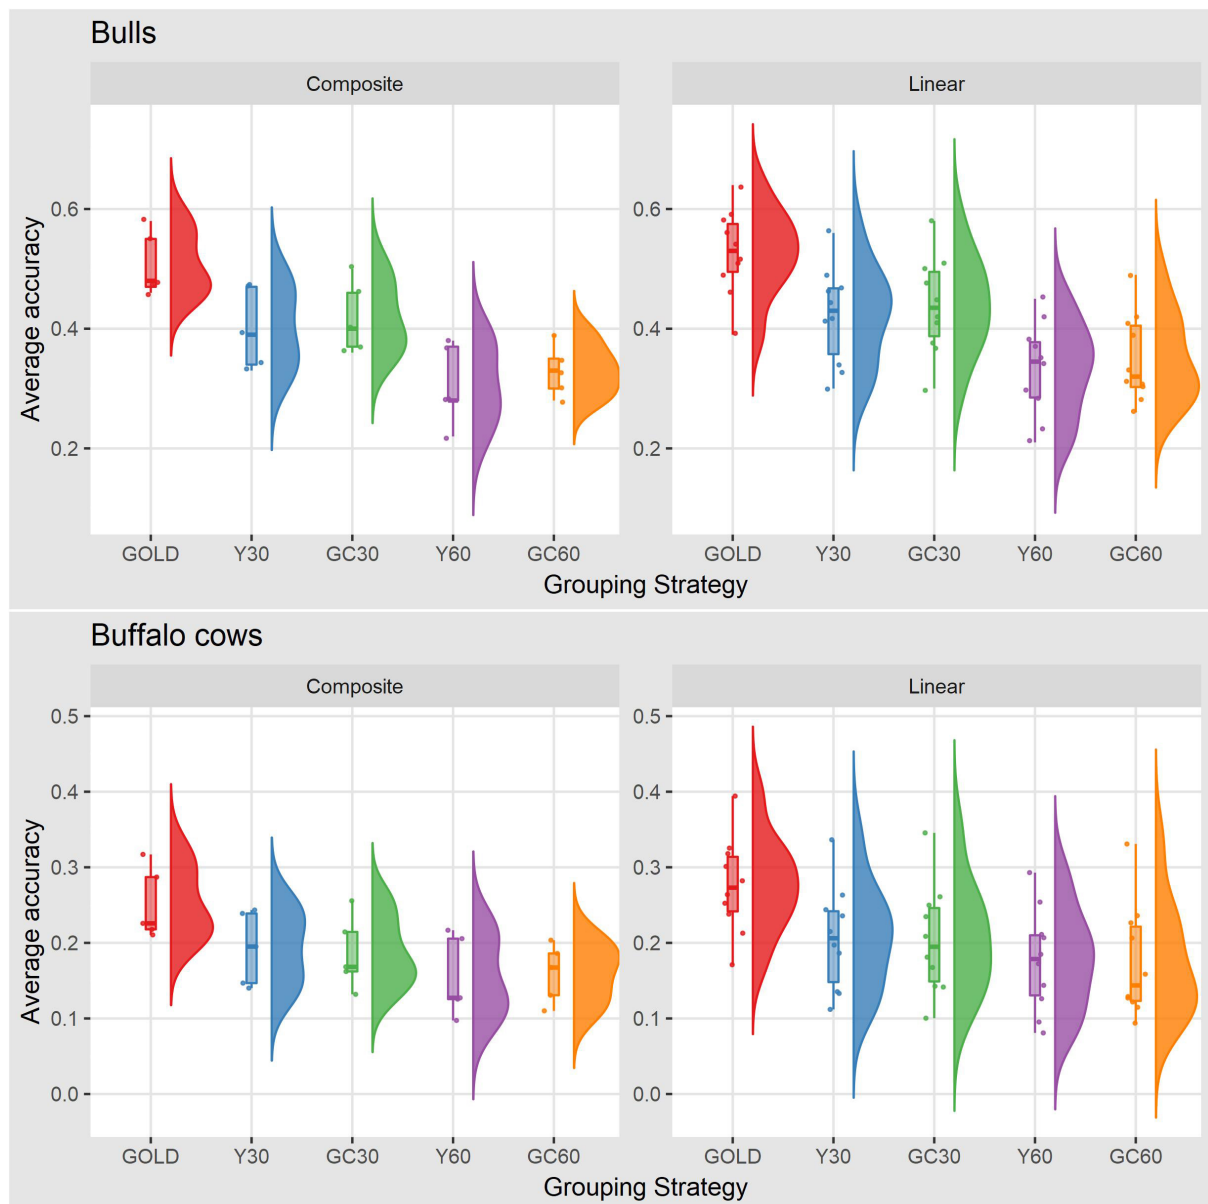 Bulls
Composite Linear
Average accuracy
0.6 0.6
0.4 0.4
0.2 0.2
GOLD Y30 GC30 Y60 GC60 GOLD Y30 GC30 Y60 GC60
Grouping Strategy
Buffalo cows
Composite Linear
Average accuracy
0.5 0.5
0.4 0.4
0.3 0.3
0.2 0.2
0.1 0.1
0.0 0.0
GOLD Y30 GC30 Y60 GC60 GOLD Y30 GC30 Y60 GC60
Grouping Strategy